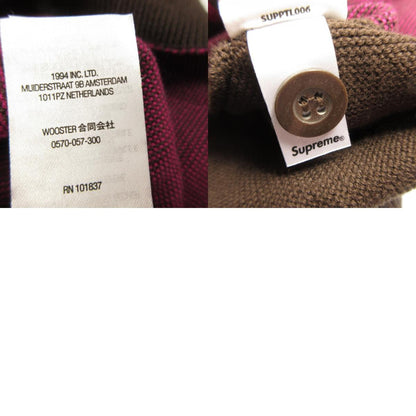 1994 INC. LTD.
MUIDERSTRAAT 9B AMSTERDAM
1011PZ NETHERLANDS
WOOSTER 合同会社
0570-057-300
RN 101837
SUPPTL006
Supreme®